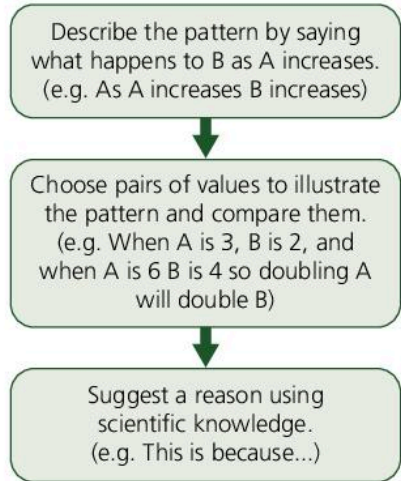 Describe the pattern by saying
what happens to B as A increases.
(e.g. As A increases B increases)
Choose pairs of values to illustrate
the pattern and compare them.
(e.g. When A is 3, B is 2, and
when A is 6 B is 4 so doubling A
will double B)
Suggest a reason using
scientific knowledge.
(e.g. This is because...)